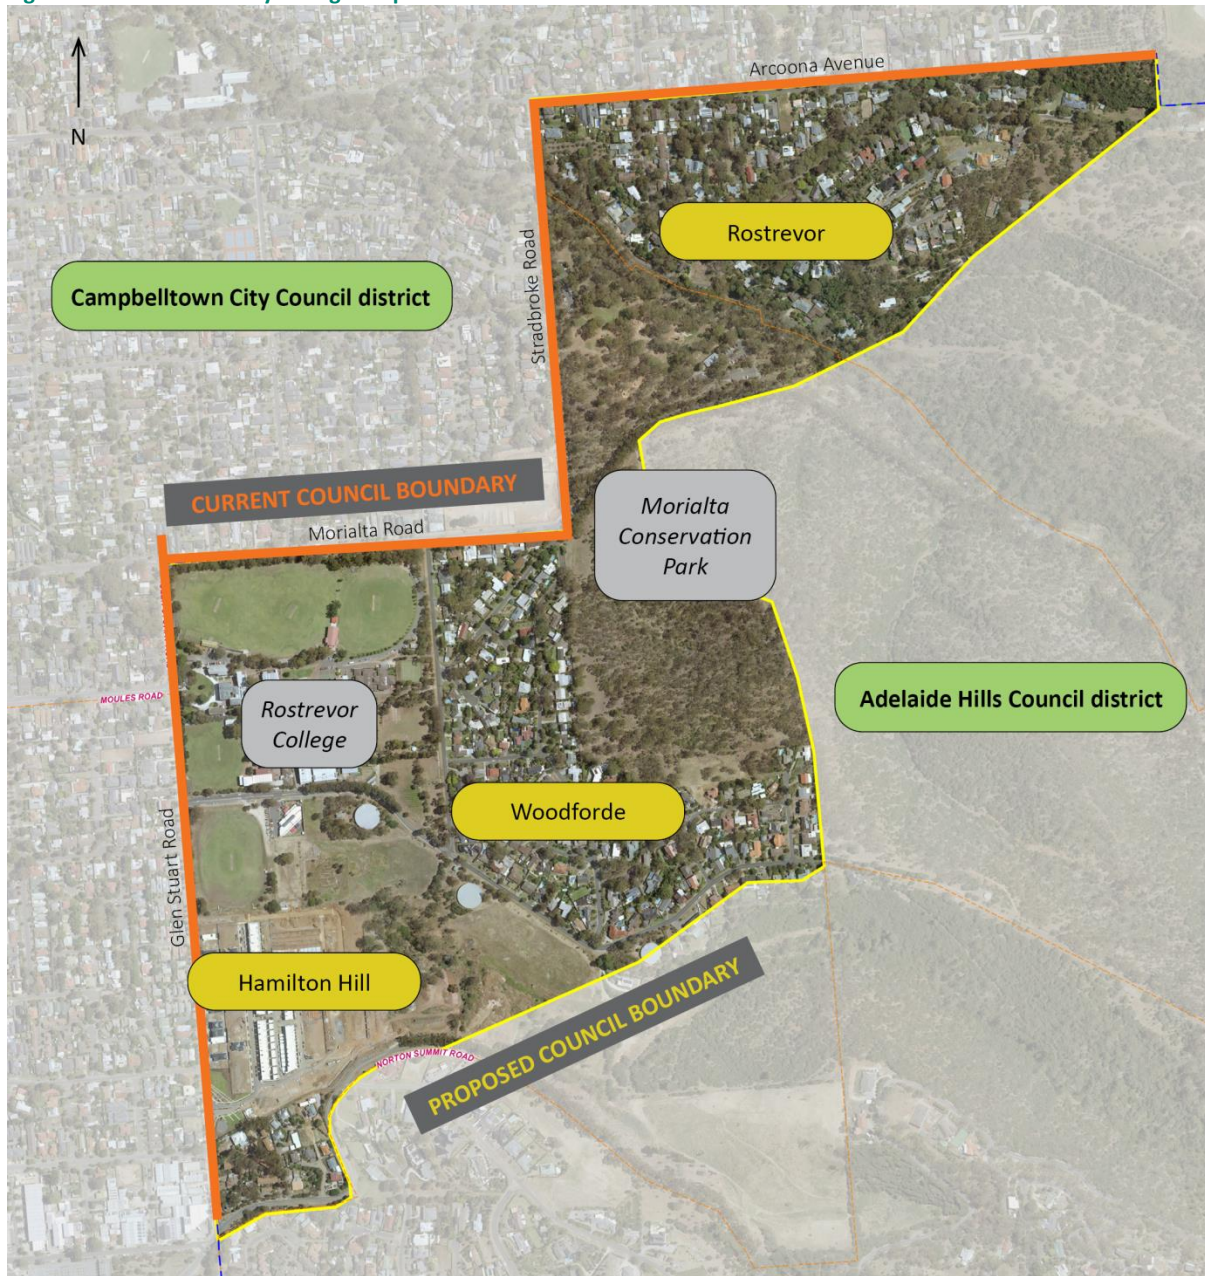 N
Arcoona Avenue
Rostrevor
Stradbroke Road
Campbelltown City Council district
CURRENT COUNCIL BOUNDARY
Morialta Road
Morialta
Conservation
Park
MOULES ROAD
Rostrevor
College
Adelaide Hills Council district
Woodforde
Glen Stuart Road
Hamilton Hill
NORTON SUMMIT ROAD
PROPOSED COUNCIL BOUNDARY